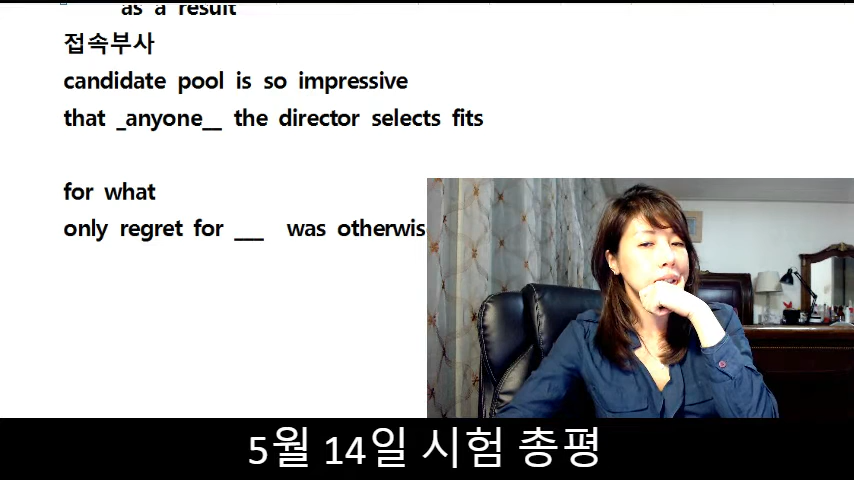 as a result
접속부사
candidate pool is so impressive
that _anyone__ the director selects fits
for what
only regret for ___ was otherwis
5월 14일 시험 총평